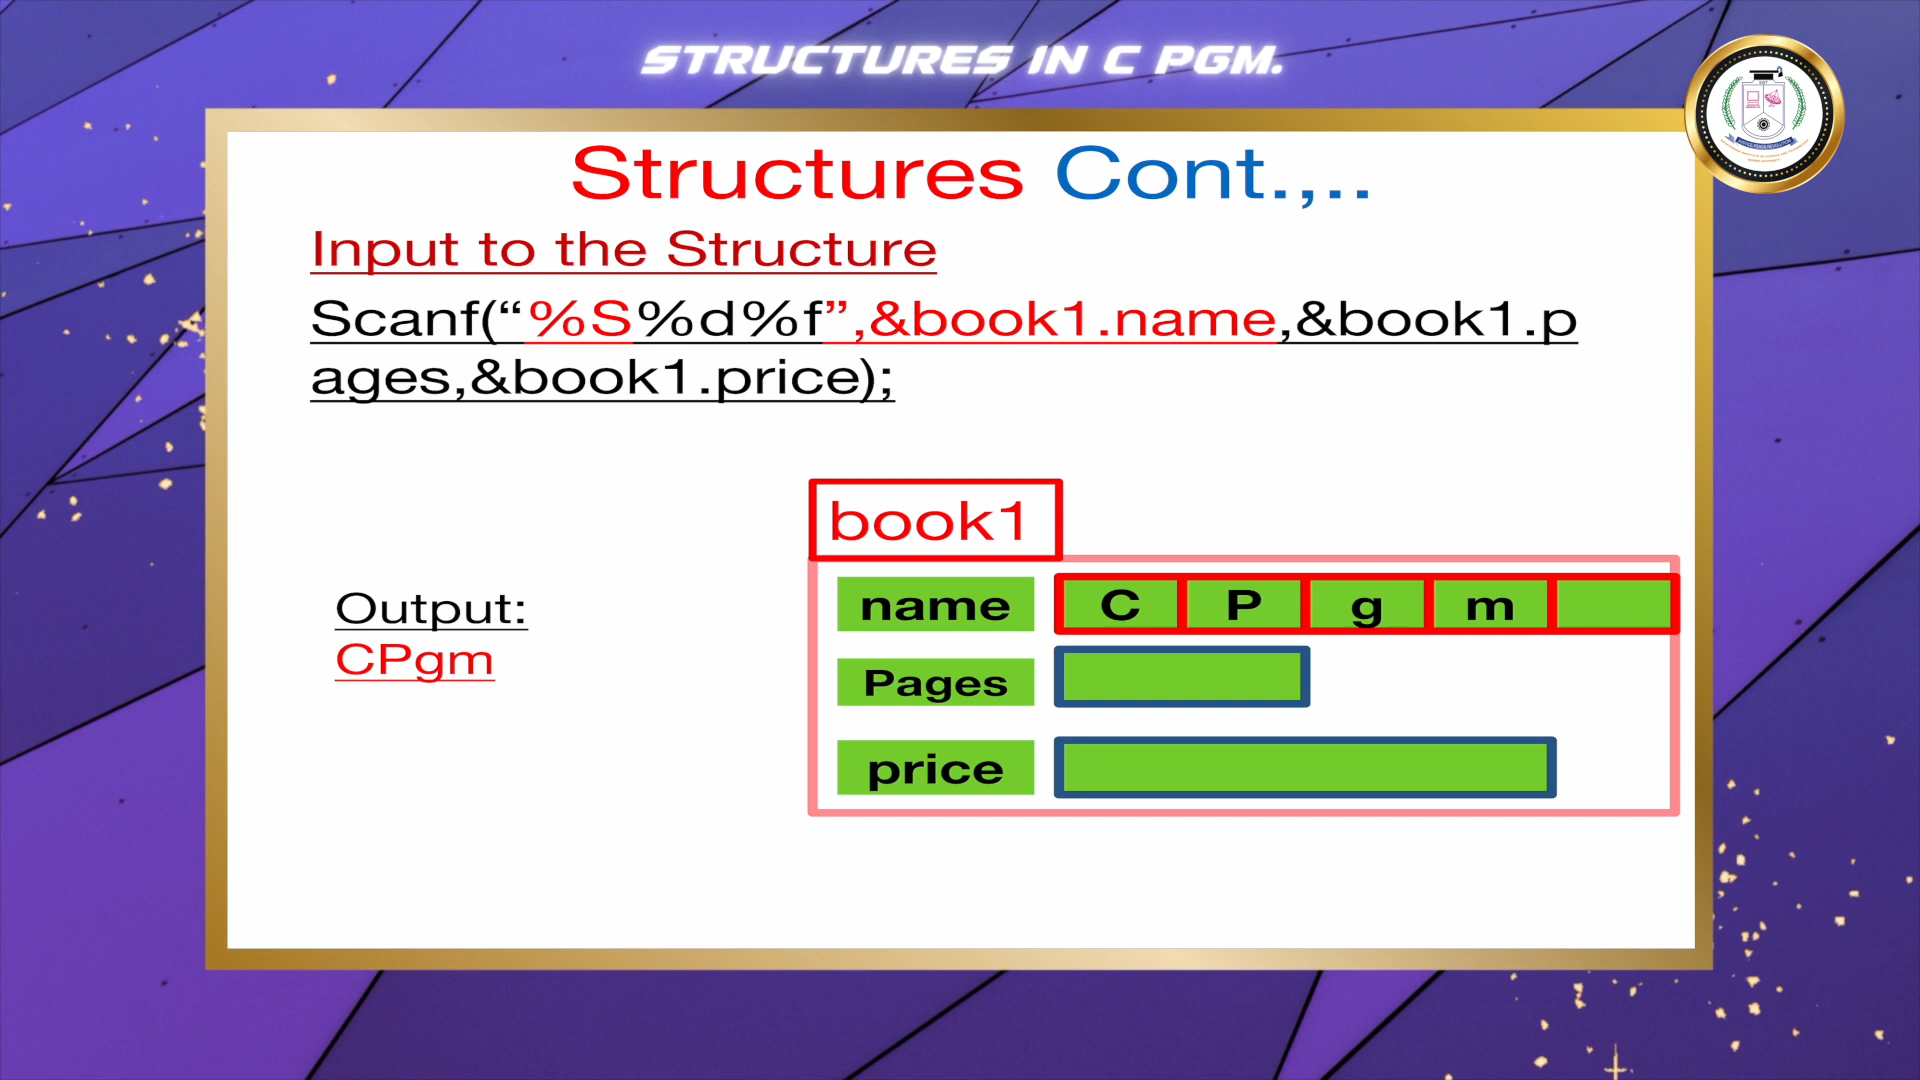 STRUCTURES IN C PGM.
Structures Cont.,..
Input to the Structure
Scanf(“%S%d%f”,&book1.name,&book1.p
ages,&book1.price);
book1
name C P g m
Output:
CPgm
Pages
price